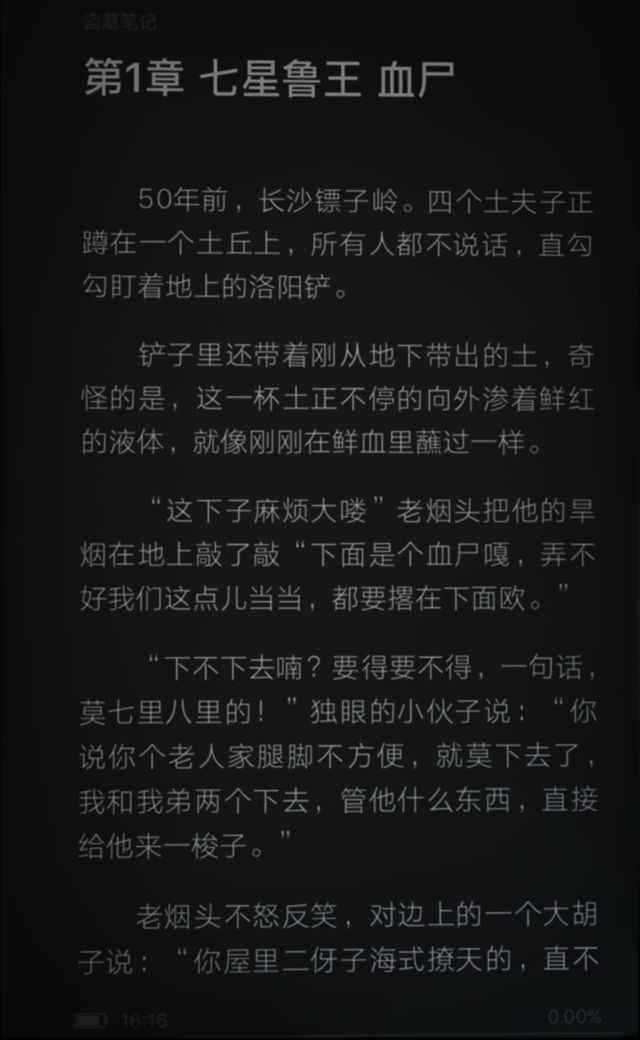 盗墓笔记
第1章 七星鲁王 血尸
50年前，长沙镖子岭。四个土夫子正
蹲在一个土丘上，所有人都不说话，直勾
勾盯着地上的洛阳铲。
铲子里还带着刚从地下带出的土，奇
怪的是，这一杯土正不停的向外渗着鲜红
的液体，就像刚刚在鲜血里蘸过一样。
“这下子麻烦大喽”老烟头把他的旱
烟在地上敲了敲“下面是个血尸嘎，弄不
好我们这点儿当当，都要撂在下面欧。”
“下不下去喃？要得要不得，一句话，
莫七里八里的！”独眼的小伙子说：“你
说你个老人家腿脚不方便，就莫下去了，
我和我弟两个下去，管他什么东西，直接
给他来一梭子。”
老烟头不怒反笑，对边上的一个大胡
子说：“你屋里二伢子海式撩天的，直不
16:16
0.00%